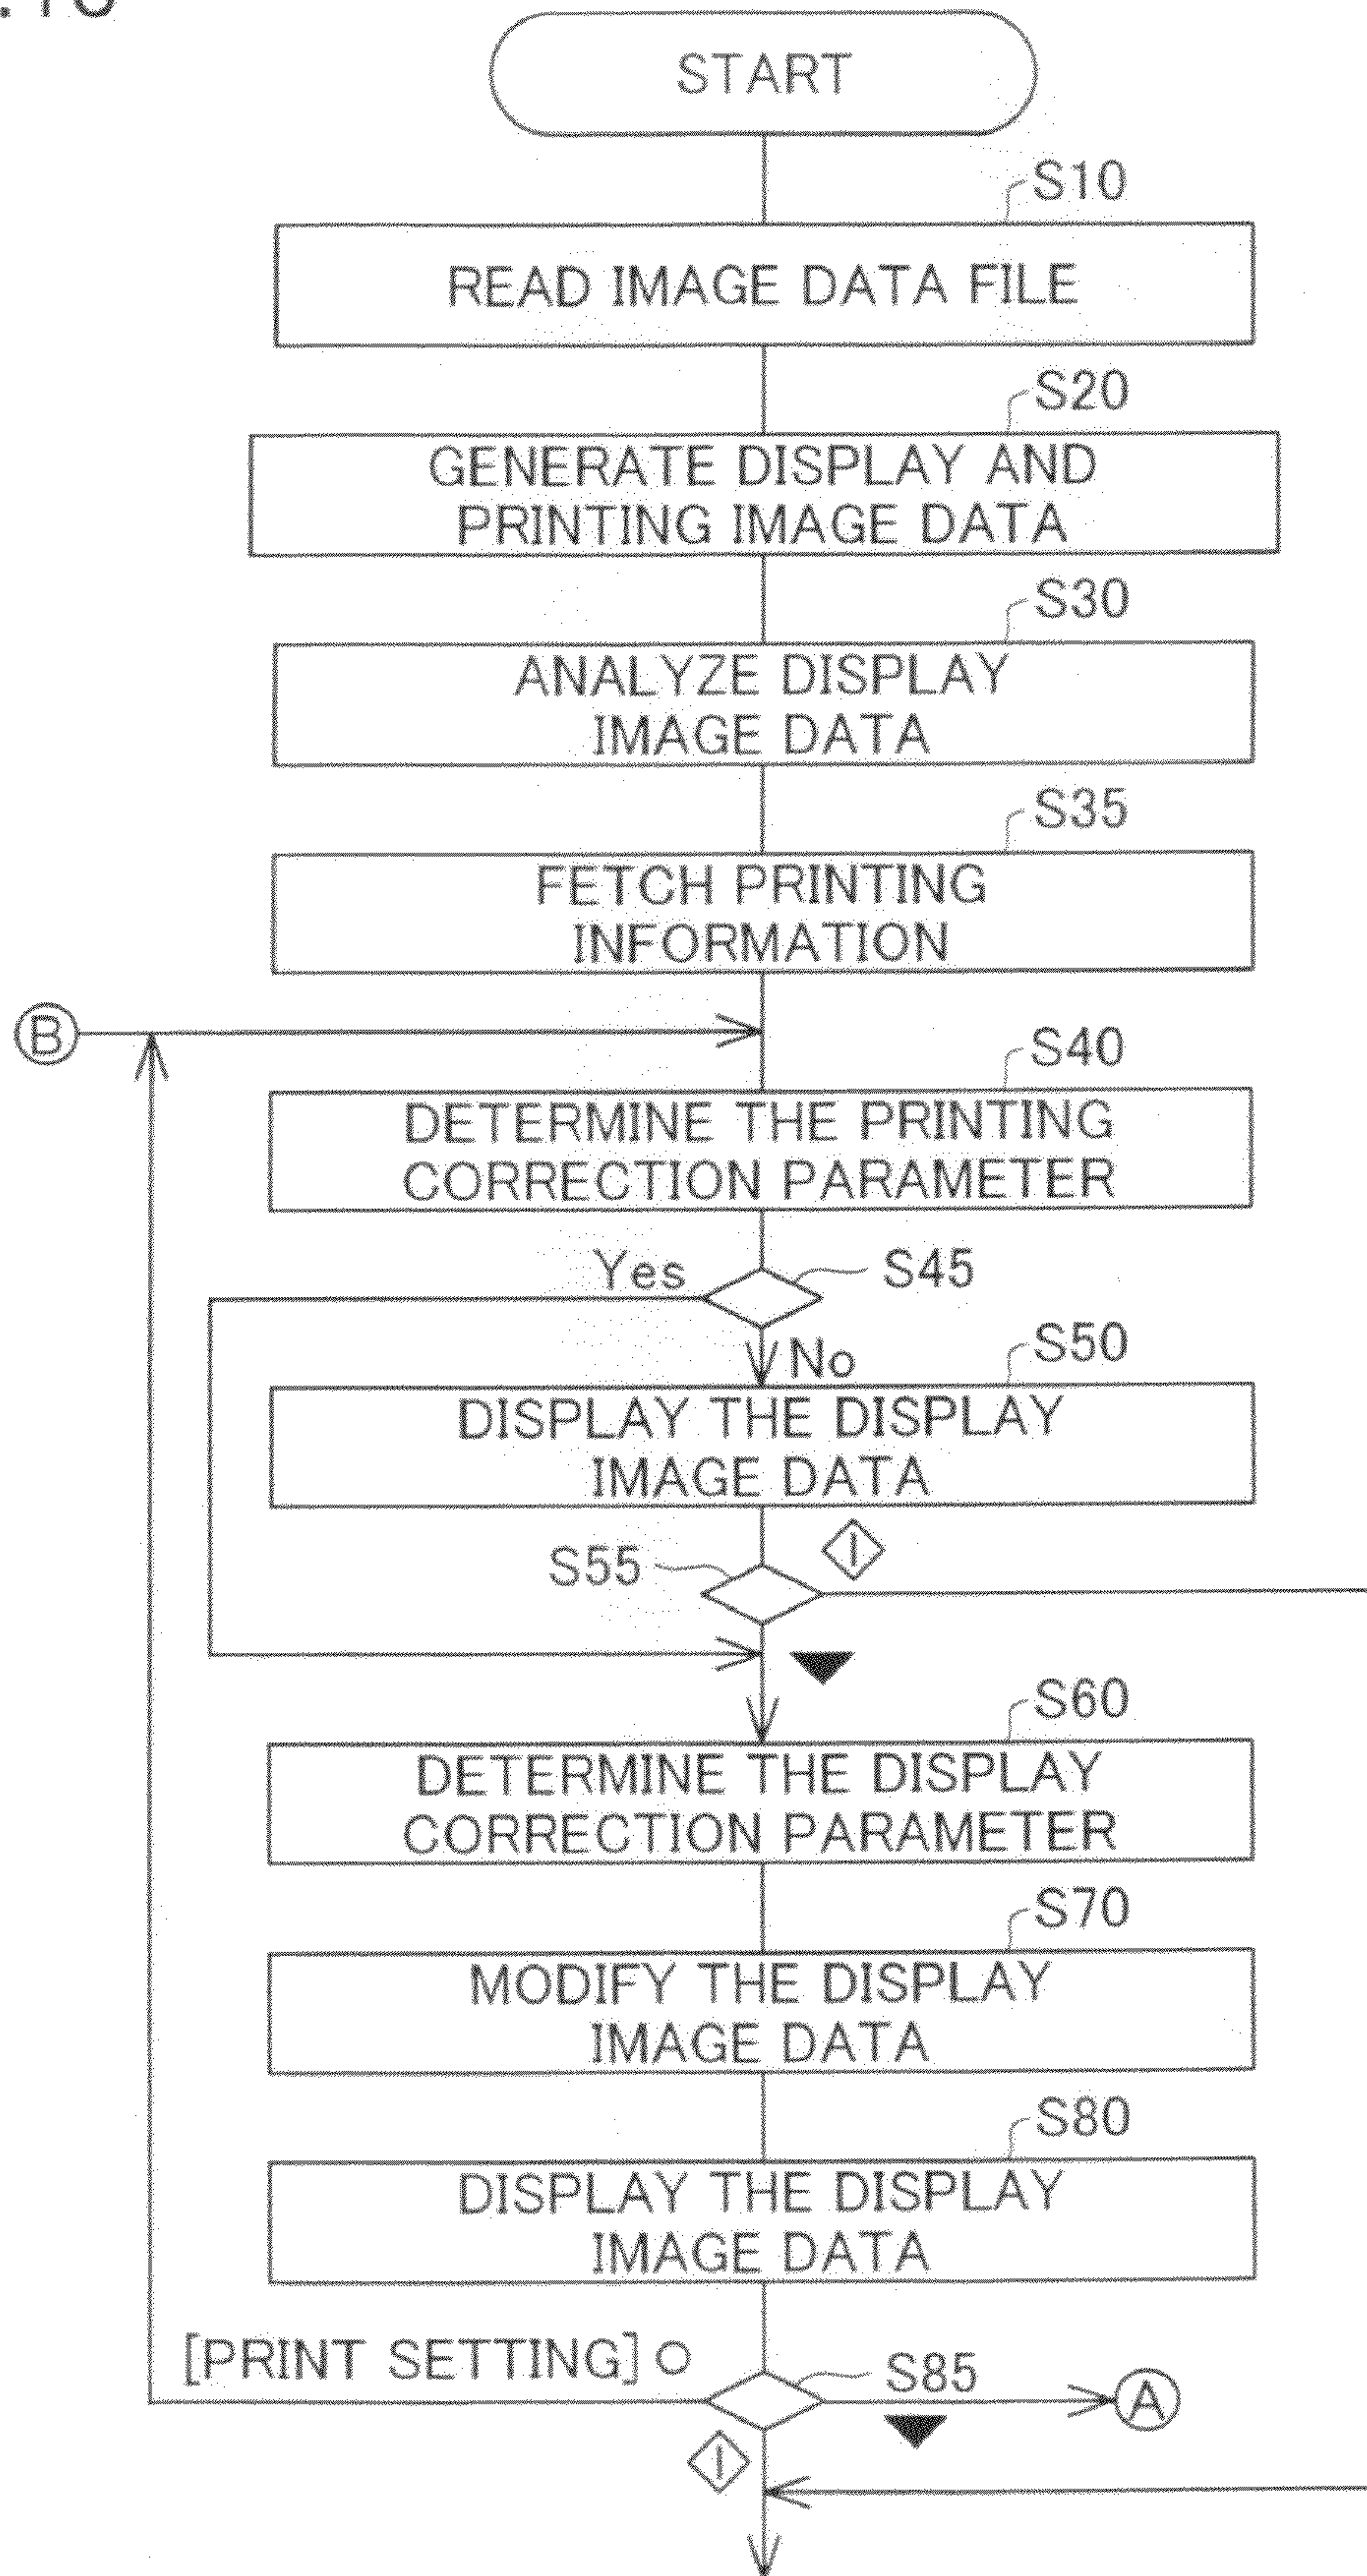 START
S10
READ IMAGE DATA FILE
S20
GENERATE DISPLAY AND
PRINTING IMAGE DATA
S30
ANALYZE DISPLAY
IMAGE DATA
S35
FETCH PRINTING
INFORMATION
B
S40
DETERMINE THE PRINTING
CORRECTION PARAMETER
Yes
S45
No
S50
DISPLAY THE DISPLAY
IMAGE DATA
S55
S60
DETERMINE THE DISPLAY
CORRECTION PARAMETER
S70
MODIFY THE DISPLAY
IMAGE DATA
S80
DISPLAY THE DISPLAY
IMAGE DATA
[PRINT SETTING]
S85
A